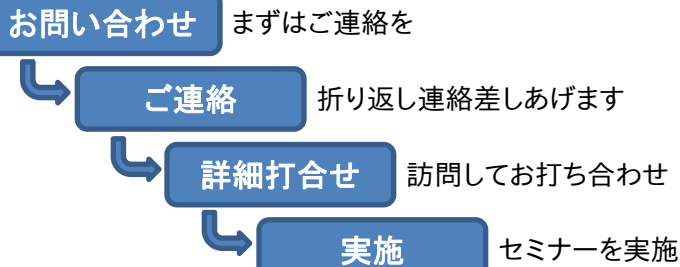 お問い合わせ まずはご連絡を
ご連絡 折り返し連絡差しあげます
詳細打合せ 訪問してお打ち合わせ
実施 セミナーを実施